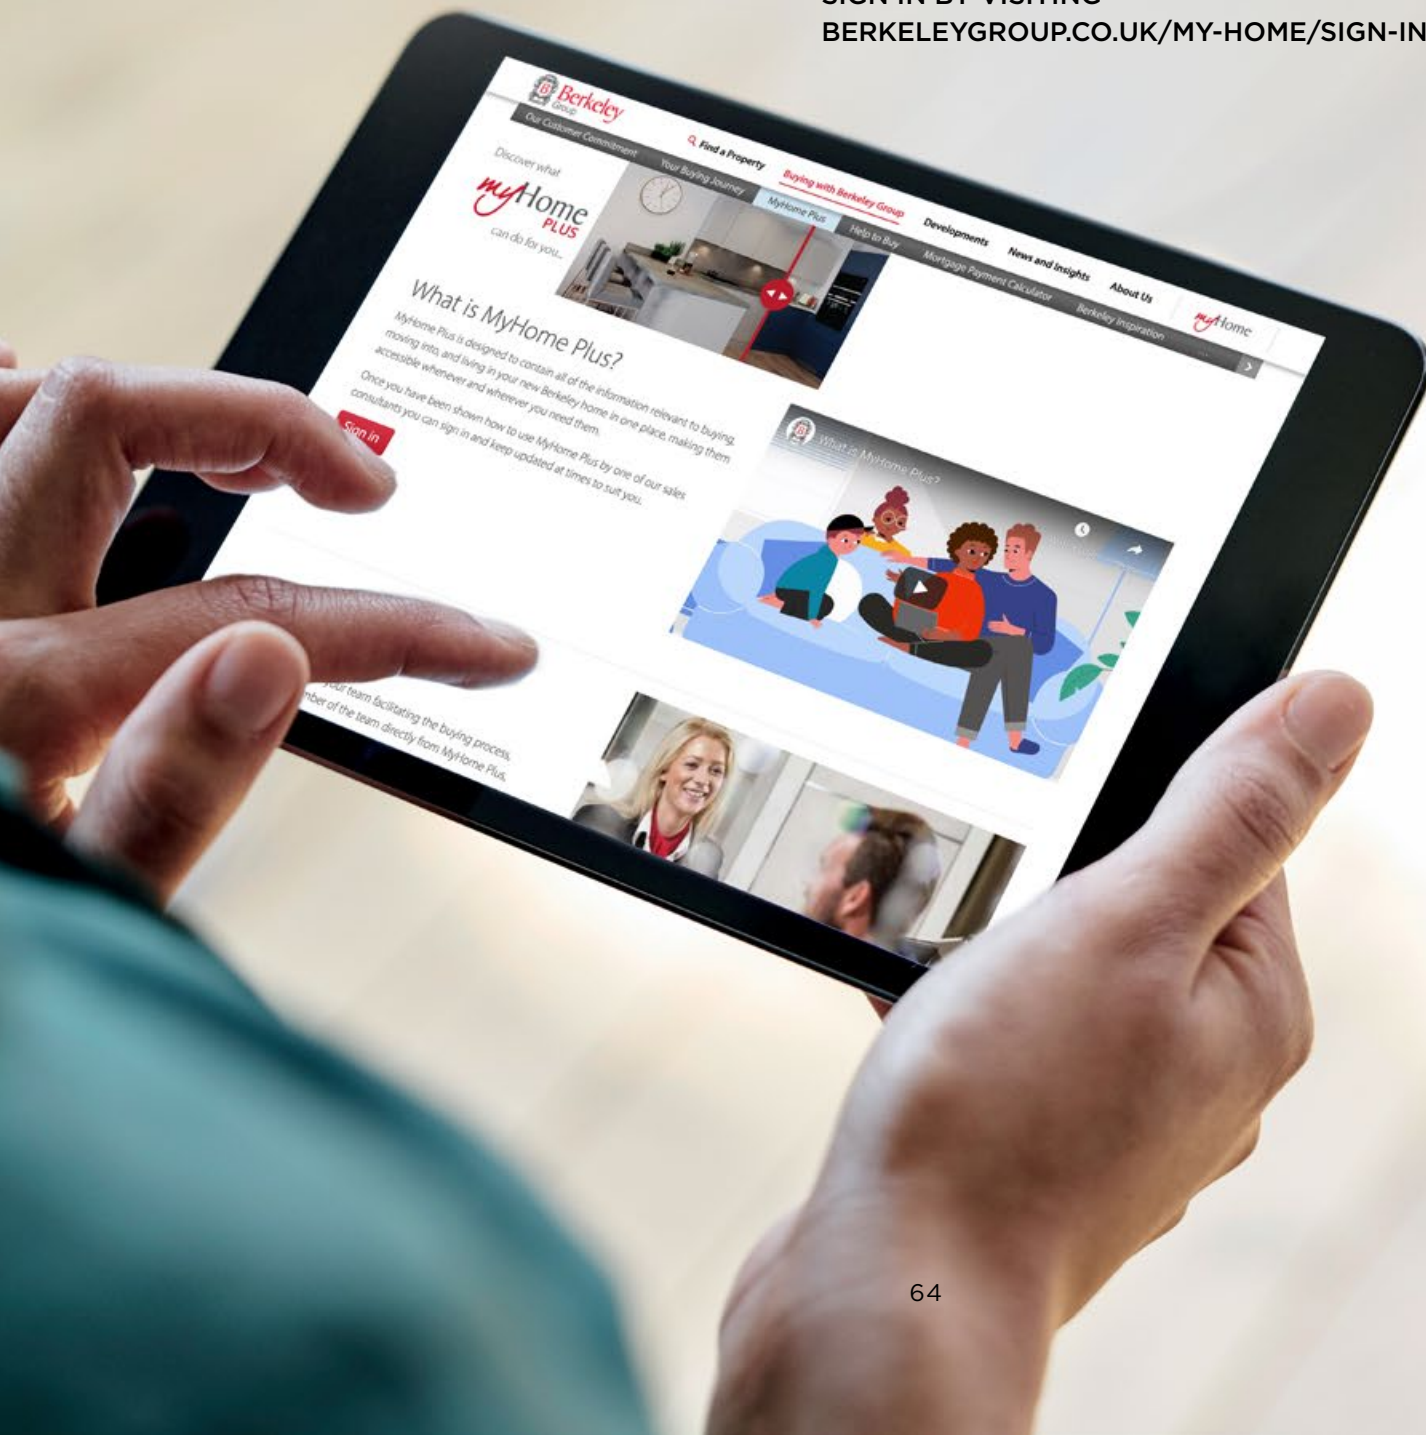 SIGN IN BY VISITING
BERKELEYGROUP.CO.UK/MY-HOME/SIGN-IN
Berkeley
Group
Find a Property
Buying with Berkeley Group
Developments
News and Insights
About Us
myHome
Our Customer Commitment
Your Buying Journey
MyHome Plus
Help to Buy
Mortgage Payment Calculator
Berkeley Inspiration
Discover what
myHome
PLUS
can do for you...
What is MyHome Plus?
MyHome Plus is designed to contain all of the information relevant to buying,
moving into, and living in your new Berkeley home in one place, making them
accessible whenever and wherever you need them.
Once you have been shown how to use MyHome Plus by one of our sales
consultants you can sign in and keep updated at times to suit you.
Sign in
What is MyHome Plus?
your team facilitating the buying process,
of the team directly from MyHome Plus.
64